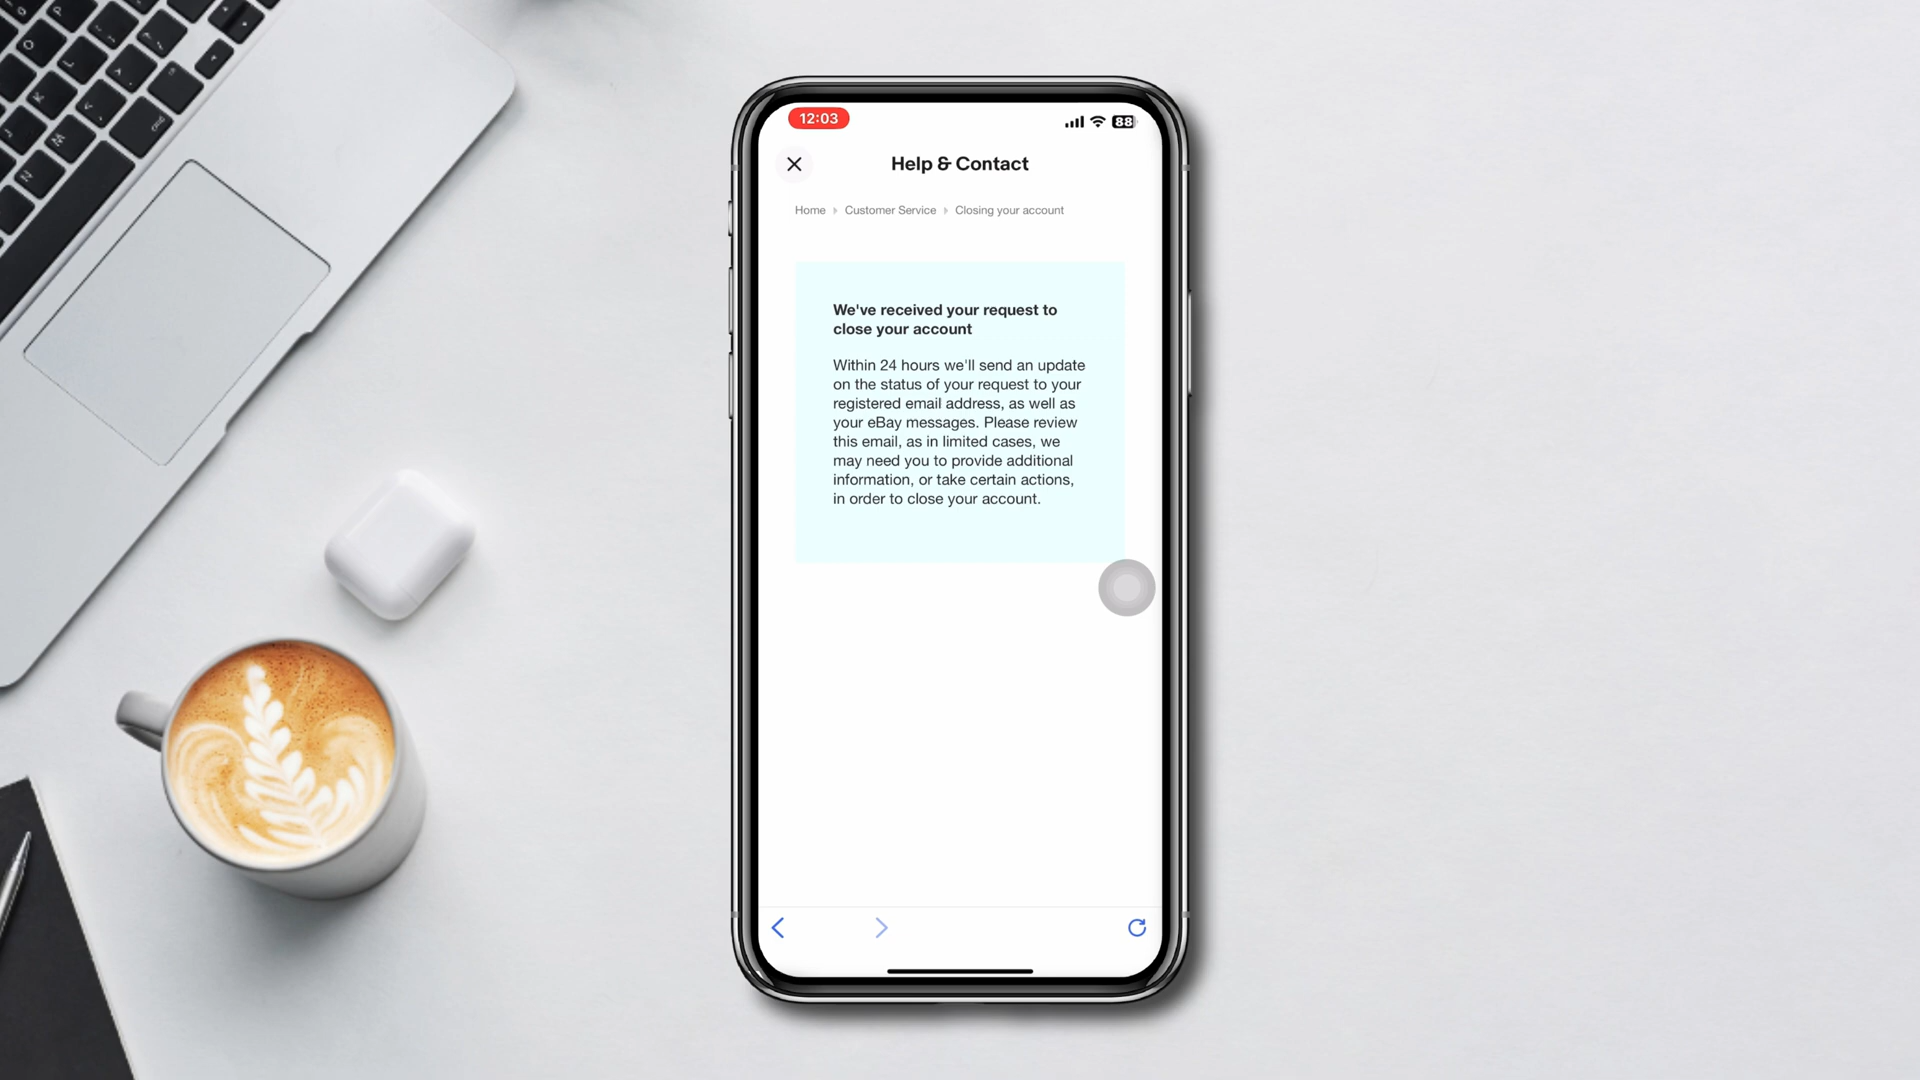 12:03
88
Help & Contact
Home Customer Service Closing your account
We've received your request to
close your account
Within 24 hours we'll send an update
on the status of your request to your
registered email address, as well as
your eBay messages. Please review
this email, as in limited cases, we
may need you to provide additional
information, or take certain actions,
in order to close your account.